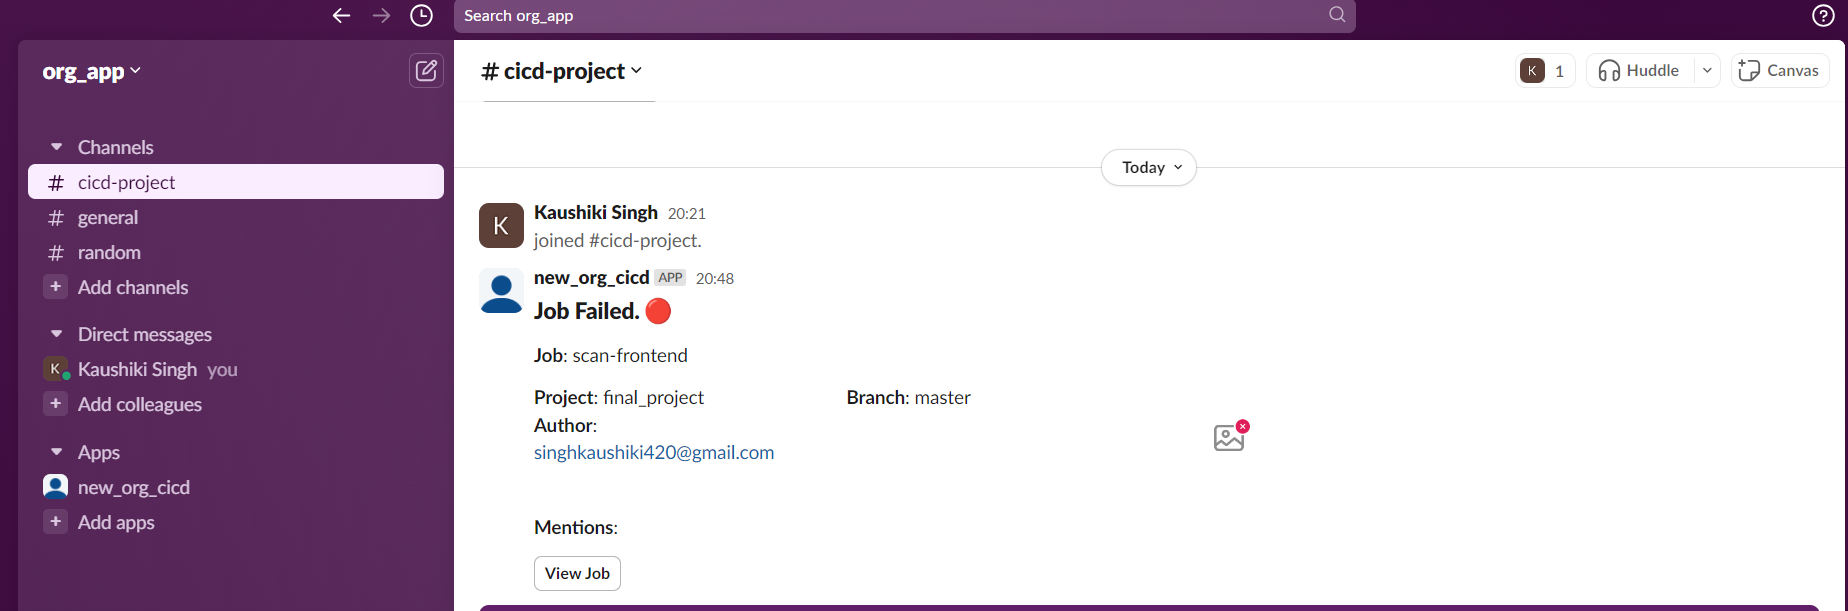 Search org_app
org_app
Channels
# cicd-project
# general
# random
+ Add channels
Direct messages
K Kaushiki Singh you
+ Add colleagues
Apps
new_org_cicd
+ Add apps
# cicd-project
K 1
Huddle
Canvas
Today
K
Kaushiki Singh 20:21
joined #cicd-project.
new_org_cicd APP 20:48
Job Failed. 🔴
Job: scan-frontend
Project: final_project Branch: master
Author:
singhkaushiki420@gmail.com
Mentions:
View Job